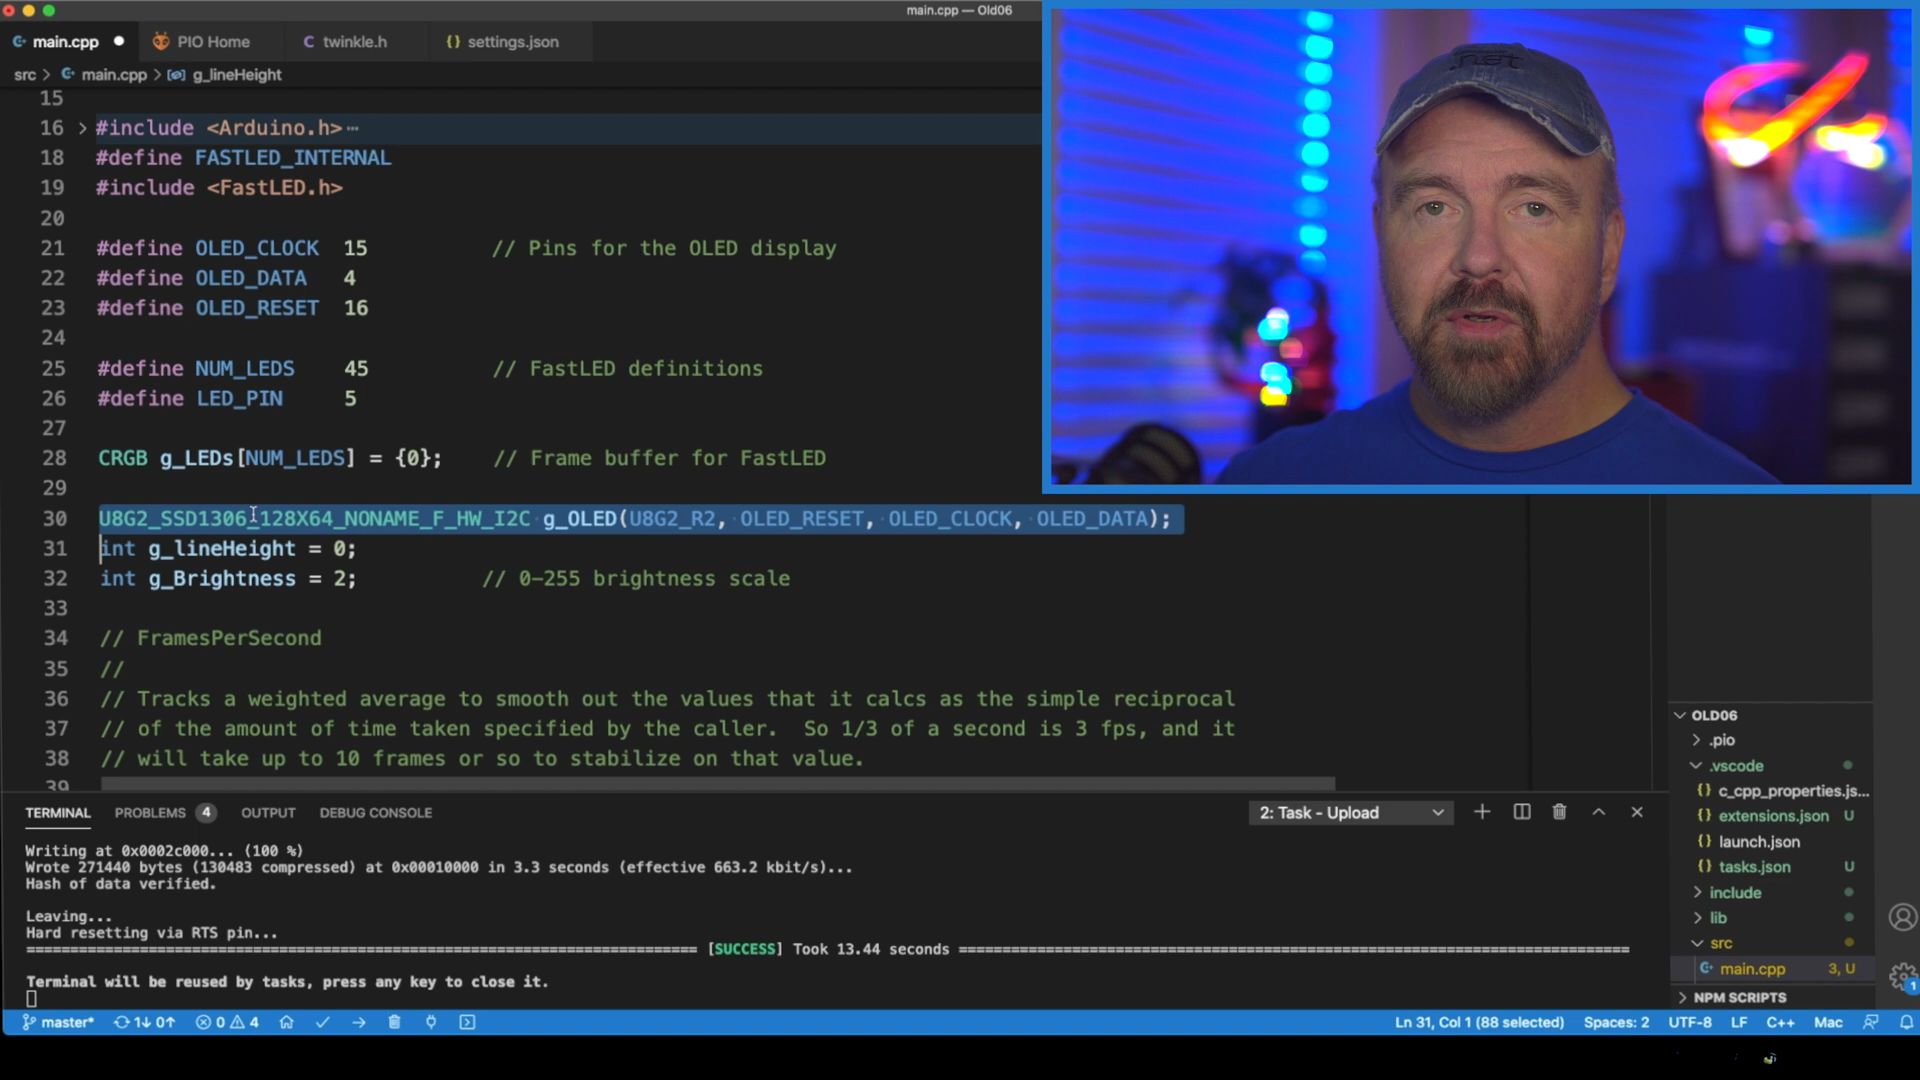 main.cpp — Old06
main.cpp
PIO Home
twinkle.h
{} settings.json
src > main.cpp > g_lineHeight
15
16 > #include <Arduino.h>⋯
18 #define FASTLED_INTERNAL
19 #include <FastLED.h>
20
21 #define OLED_CLOCK 15 // Pins for the OLED display
22 #define OLED_DATA 4
23 #define OLED_RESET 16
24
25 #define NUM_LEDS 45 // FastLED definitions
26 #define LED_PIN 5
27
28 CRGB g_LEDs[NUM_LEDS] = {0}; // Frame buffer for FastLED
29
30 U8G2_SSD1306_128X64_NONAME_F_HW_I2C g_OLED(U8G2_R2, OLED_RESET, OLED_CLOCK, OLED_DATA);
31 int g_lineHeight = 0;
32 int g_Brightness = 2; // 0-255 brightness scale
33
34 // FramesPerSecond
35 //
36 // Tracks a weighted average to smooth out the values that it calcs as the simple reciprocal
37 // of the amount of time taken specified by the caller. So 1/3 of a second is 3 fps, and it
38 // will take up to 10 frames or so to stabilize on that value.
39
OLD06
> .pio
.vscode
{} c_cpp_properties.js...
{} extensions.json U
launch.json
{} tasks.json U
> include
> lib
src
main.cpp 3, U
> NPM SCRIPTS
1
TERMINAL PROBLEMS 4 OUTPUT DEBUG CONSOLE
2: Task - Upload
Writing at 0x0002c000... (100 %)
Wrote 271440 bytes (130483 compressed) at 0x00010000 in 3.3 seconds (effective 663.2 kbit/s)...
Hash of data verified.
Leaving...
Hard resetting via RTS pin...
[SUCCESS] Took 13.44 seconds
Terminal will be reused by tasks, press any key to close it.
master* 1↓ 0↑ 0 4
Ln 31, Col 1 (88 selected) Spaces: 2 UTF-8 LF C++ Mac